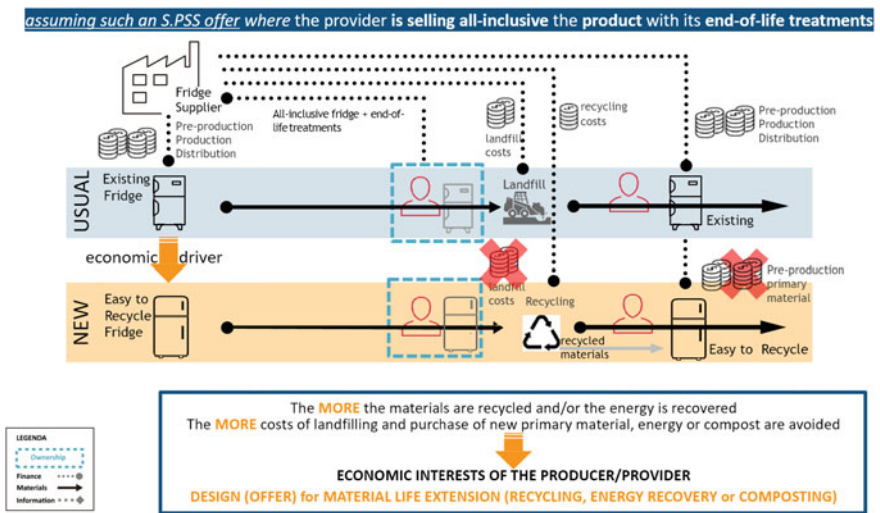 assuming such an S.PSS offer where the provider is selling all-inclusive the product with its end-of-life treatments
Fridge
Supplier
Pre-production
Production
Distribution
All-inclusive fridge + end-of-
life treatments
landfill
costs
recycling
costs
Pre-production
Production
Distribution
USUAL
Existing
Fridge
Landfill
Existing
economic driver
landfill
costs
Pre-production
primary
material
NEW
Easy to
Recycle
Fridge
Recycling
recycled
materials
Easy to Recycle
The MORE the materials are recycled and/or the energy is recovered
The MORE costs of landfilling and purchase of new primary material, energy or compost are avoided
ECONOMIC INTERESTS OF THE PRODUCER/PROVIDER
DESIGN (OFFER) for MATERIAL LIFE EXTENSION (RECYCLING, ENERGY RECOVERY or COMPOSTING)
LEGENDA
Ownership
Finance
Materials
Information